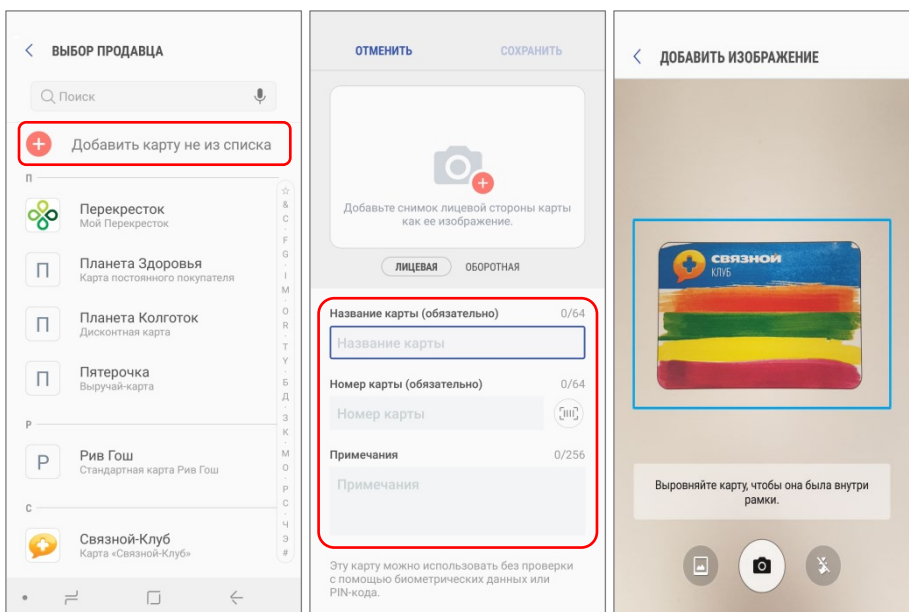 ВЫБОР ПРОДАВЦА
Поиск
Добавить карту не из списка
П
Перекресток
Мой Перекресток
П
Планета Здоровья
Карта постоянного покупателя
П
Планета Колготок
Дисконтная карта
П
Пятерочка
Выручай-карта
Р
Р
Рив Гош
Стандартная карта Рив Гош
С
Связной-Клуб
Карта «Связной-Клуб»
☆
&
C
·
F
G
·
I
M
·
O
R
·
T
Y
·
Б
Д
·
З
К
·
М
О
·
Р
С
·
Ч
Э
#
ОТМЕНИТЬ
СОХРАНИТЬ
Добавьте снимок лицевой стороны карты
как ее изображение.
ЛИЦЕВАЯ
ОБОРОТНАЯ
Название карты (обязательно) 0/64
Название карты
Номер карты (обязательно) 0/64
Номер карты
Примечания 0/256
Примечания
Эту карту можно использовать без проверки
с помощью биометрических данных или
PIN-кода.
ДОБАВИТЬ ИЗОБРАЖЕНИЕ
СВЯЗНОЙ
КЛУБ
Выровняйте карту, чтобы она была внутри
рамки.